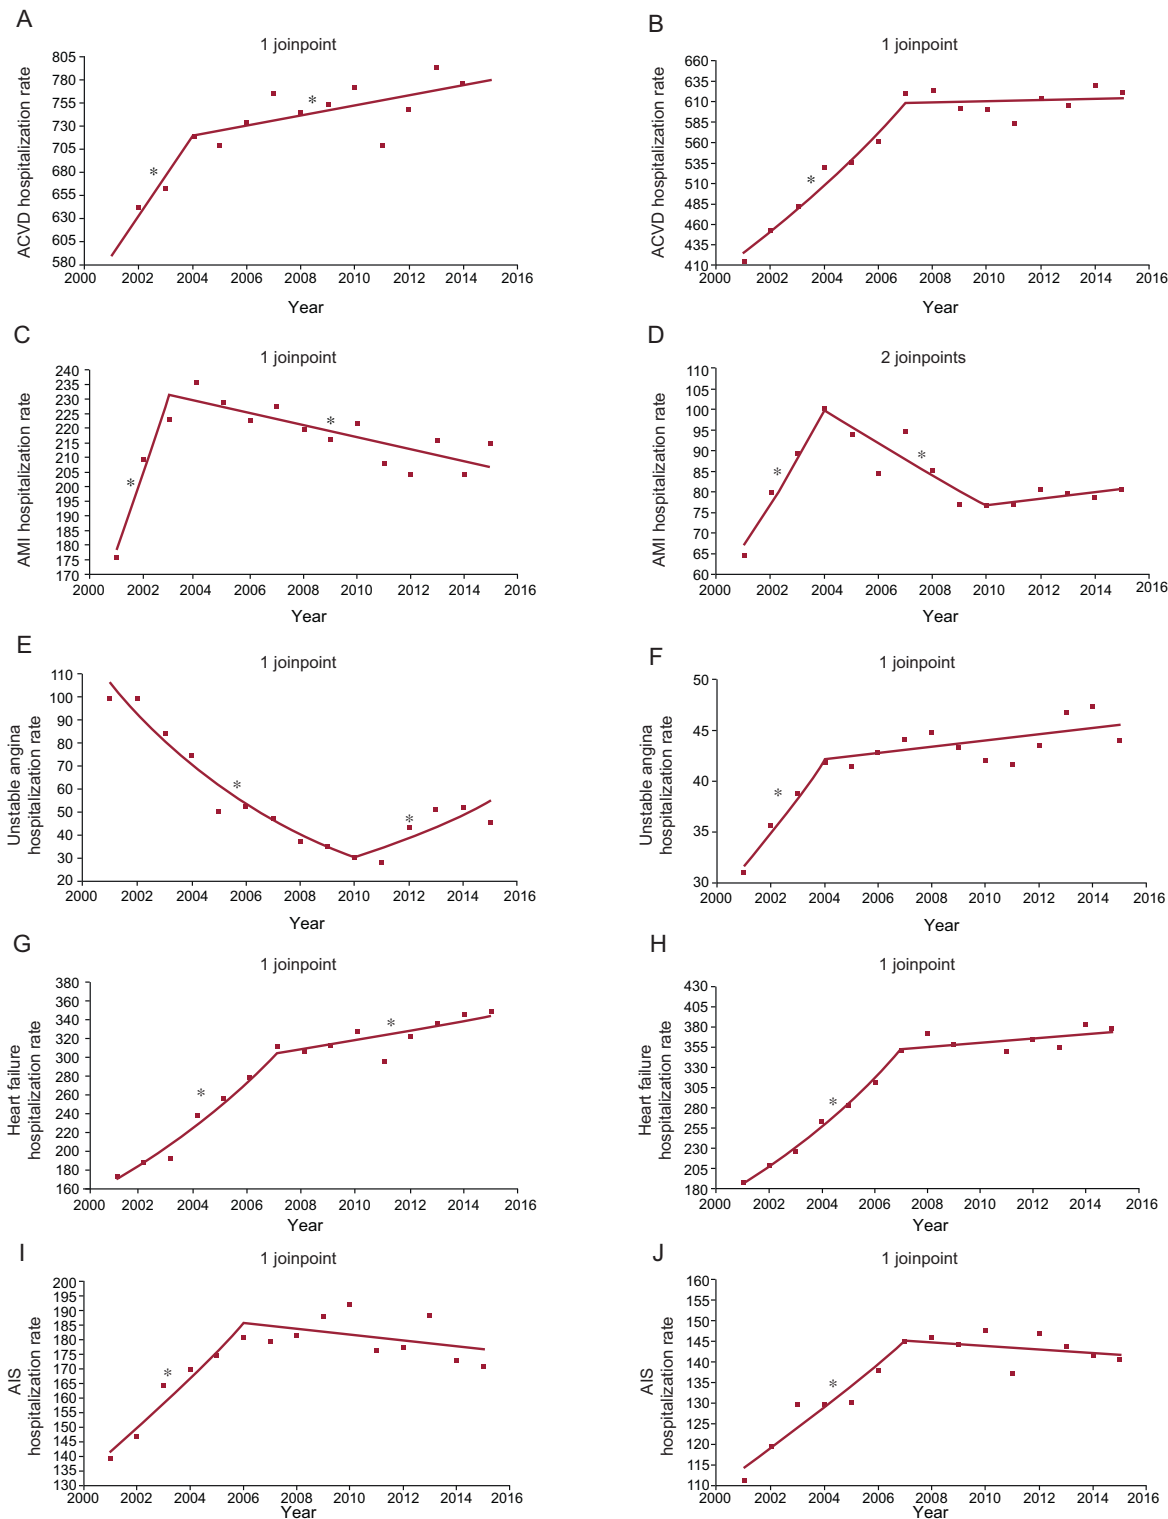 A
1 joinpoint
ACVD hospitalization rate
805
780
755
730
705
680
655
630
605
580
2000 2002 2004 2006 2008 2010 2012 2014 2016
Year
*
*
B
1 joinpoint
ACVD hospitalization rate
660
635
610
585
560
535
510
485
460
435
410
2000 2002 2004 2006 2008 2010 2012 2014 2016
Year
*
C
1 joinpoint
AMI hospitalization rate
240
235
230
225
220
215
210
205
200
195
190
185
180
175
170
2000 2002 2004 2006 2008 2010 2012 2014 2016
Year
*
*
D
2 joinpoints
AMI hospitalization rate
110
105
100
95
90
85
80
75
70
65
60
2000 2002 2004 2006 2008 2010 2012 2014 2016
Year
*
*
E
1 joinpoint
Unstable angina
hospitalization rate
110
100
90
80
70
60
50
40
30
20
2000 2002 2004 2006 2008 2010 2012 2014 2016
Year
*
*
F
1 joinpoint
Unstable angina
hospitalization rate
50
45
40
35
30
2000 2002 2004 2006 2008 2010 2012 2014 2016
Year
*
G
1 joinpoint
Heart failure
hospitalization rate
380
360
340
320
300
280
260
240
220
200
180
160
2000 2002 2004 2006 2008 2010 2012 2014 2016
Year
*
*
H
1 joinpoint
Heart failure
hospitalization rate
430
405
380
355
330
305
280
255
230
205
180
2000 2002 2004 2006 2008 2010 2012 2014 2016
Year
*
I
1 joinpoint
AIS
hospitalization rate
200
195
190
185
180
175
170
165
160
155
150
145
140
135
130
2000 2002 2004 2006 2008 2010 2012 2014 2016
Year
*
J
1 joinpoint
AIS
hospitalization rate
160
155
150
145
140
135
130
125
120
115
110
2000 2002 2004 2006 2008 2010 2012 2014 2016
Year
*